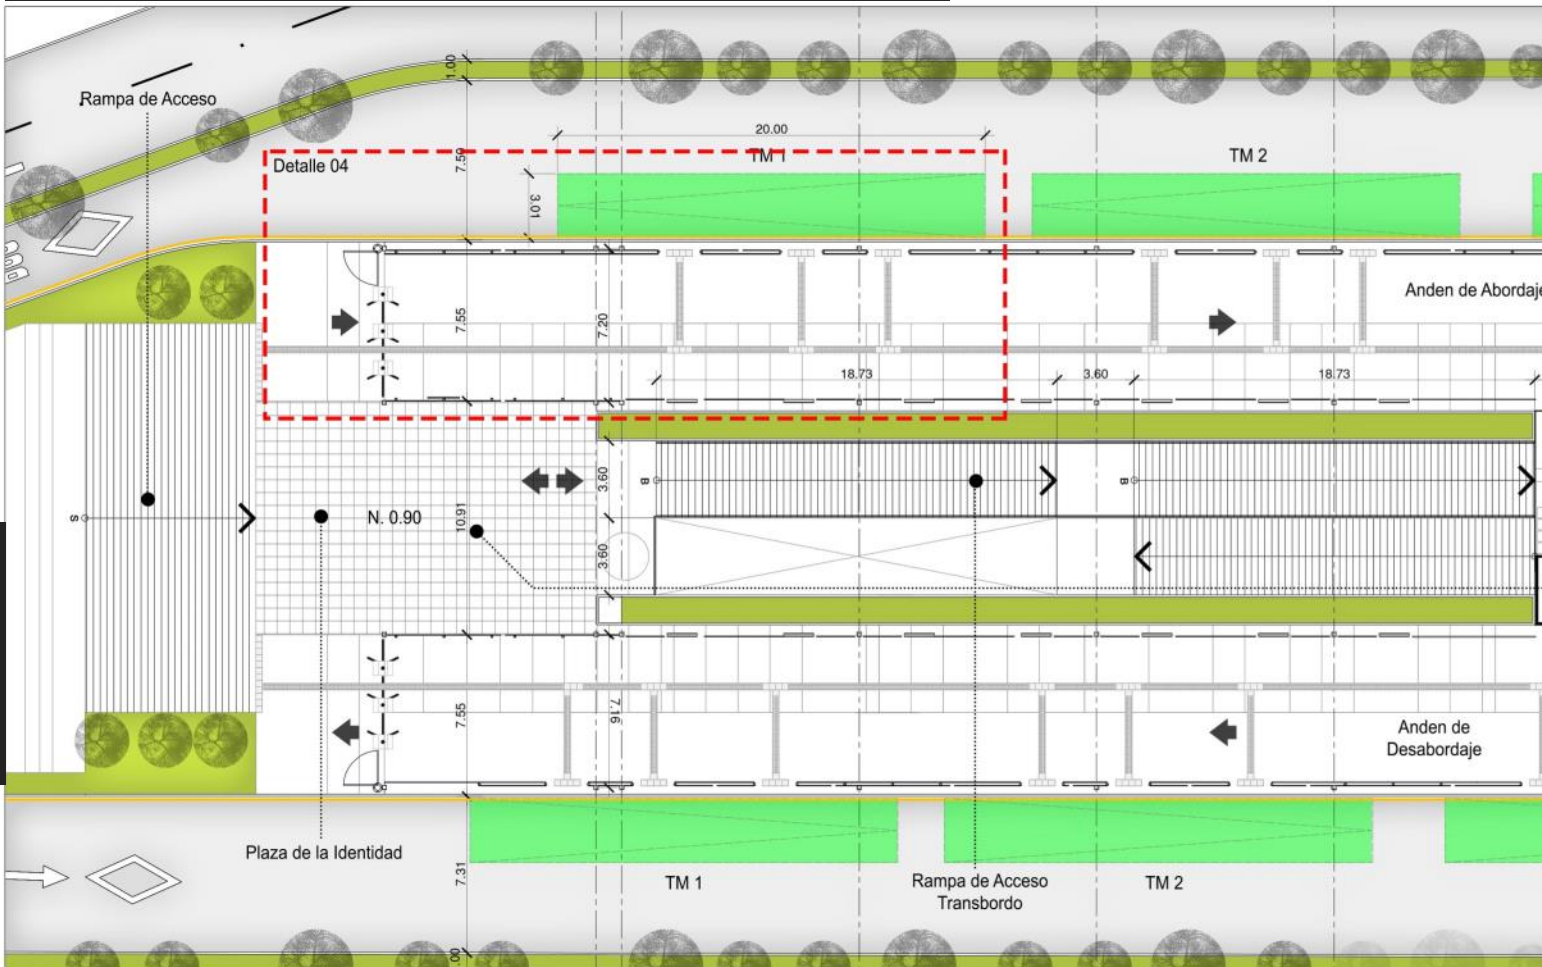 1.00
Rampa de Acceso
20.00
Detalle 04
7.50
TM 1
TM 2
3.01
Anden de Abordaje
7.55
7.20
18.73
3.60
18.73
3.60
B
B
S
N. 0.90
10.91
3.60
7.55
7.16
Anden de
Desabordaje
Plaza de la Identidad
7.31
TM 1
Rampa de Acceso
Transbordo
TM 2
.00